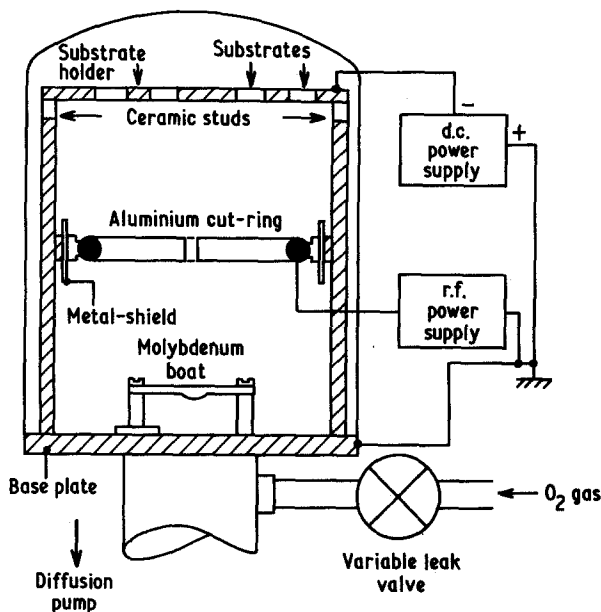 Substrate
holder
Substrates
Ceramic studs
−
d.c.
power
supply
+
Aluminium cut-ring
Metal-shield
r.f.
power
supply
Molybdenum
boat
Base plate
O₂ gas
Variable leak
valve
Diffusion
pump